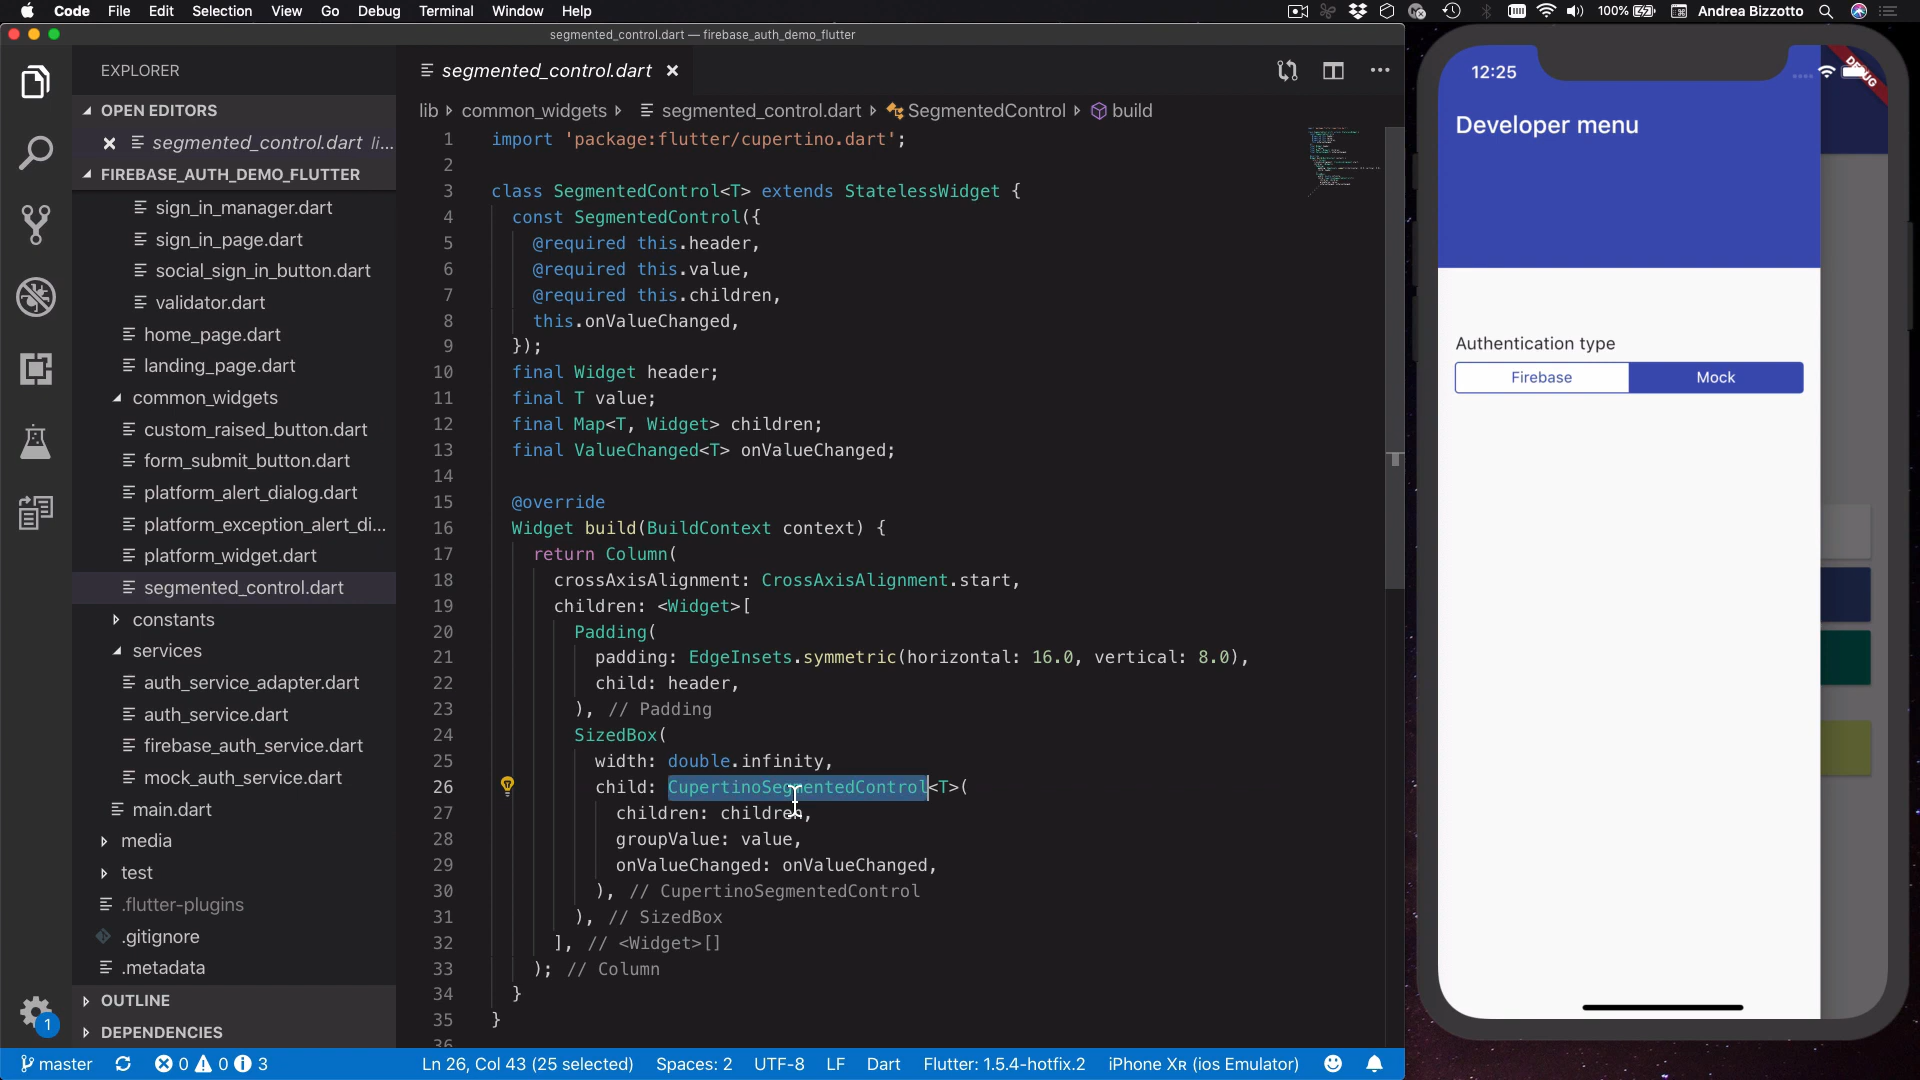 Code File Edit Selection View Go Debug Terminal Window Help
100% Andrea Bizzotto
segmented_control.dart — firebase_auth_demo_flutter
EXPLORER
OPEN EDITORS
segmented_control.dart li...
FIREBASE_AUTH_DEMO_FLUTTER
sign_in_manager.dart
sign_in_page.dart
social_sign_in_button.dart
validator.dart
home_page.dart
landing_page.dart
common_widgets
custom_raised_button.dart
form_submit_button.dart
platform_alert_dialog.dart
platform_exception_alert_di...
platform_widget.dart
segmented_control.dart
constants
services
auth_service_adapter.dart
auth_service.dart
firebase_auth_service.dart
mock_auth_service.dart
main.dart
media
test
.flutter-plugins
.gitignore
.metadata
OUTLINE
DEPENDENCIES
1
segmented_control.dart
lib common_widgets segmented_control.dart SegmentedControl build
1 import 'package:flutter/cupertino.dart';
2
3 class SegmentedControl<T> extends StatelessWidget {
4 const SegmentedControl({
5 @required this.header,
6 @required this.value,
7 @required this.children,
8 this.onValueChanged,
9 });
10 final Widget header;
11 final T value;
12 final Map<T, Widget> children;
13 final ValueChanged<T> onValueChanged;
14
15 @override
16 Widget build(BuildContext context) {
17 return Column(
18 crossAxisAlignment: CrossAxisAlignment.start,
19 children: <Widget>[
20 Padding(
21 padding: EdgeInsets.symmetric(horizontal: 16.0, vertical: 8.0),
22 child: header,
23 ), // Padding
24 SizedBox(
25 width: double.infinity,
26 child: CupertinoSegmentedControl<T>(
27 children: children,
28 groupValue: value,
29 onValueChanged: onValueChanged,
30 ), // CupertinoSegmentedControl
31 ), // SizedBox
32 ], // <Widget>[]
33 ); // Column
34 }
35 }
36
master 0 0 3 Ln 26, Col 43 (25 selected) Spaces: 2 UTF-8 LF Dart Flutter: 1.5.4-hotfix.2 iPhone XR (ios Emulator)
12:25
DEBUG
Developer menu
Authentication type
Firebase Mock